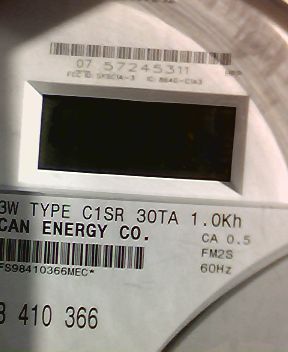 07 57245311
3W TYPE C1SR 30TA 1.0Kh
CAN ENERGY CO.
CA 0.5
FM2S
60Hz
FS98410366MEC*
8 410 366